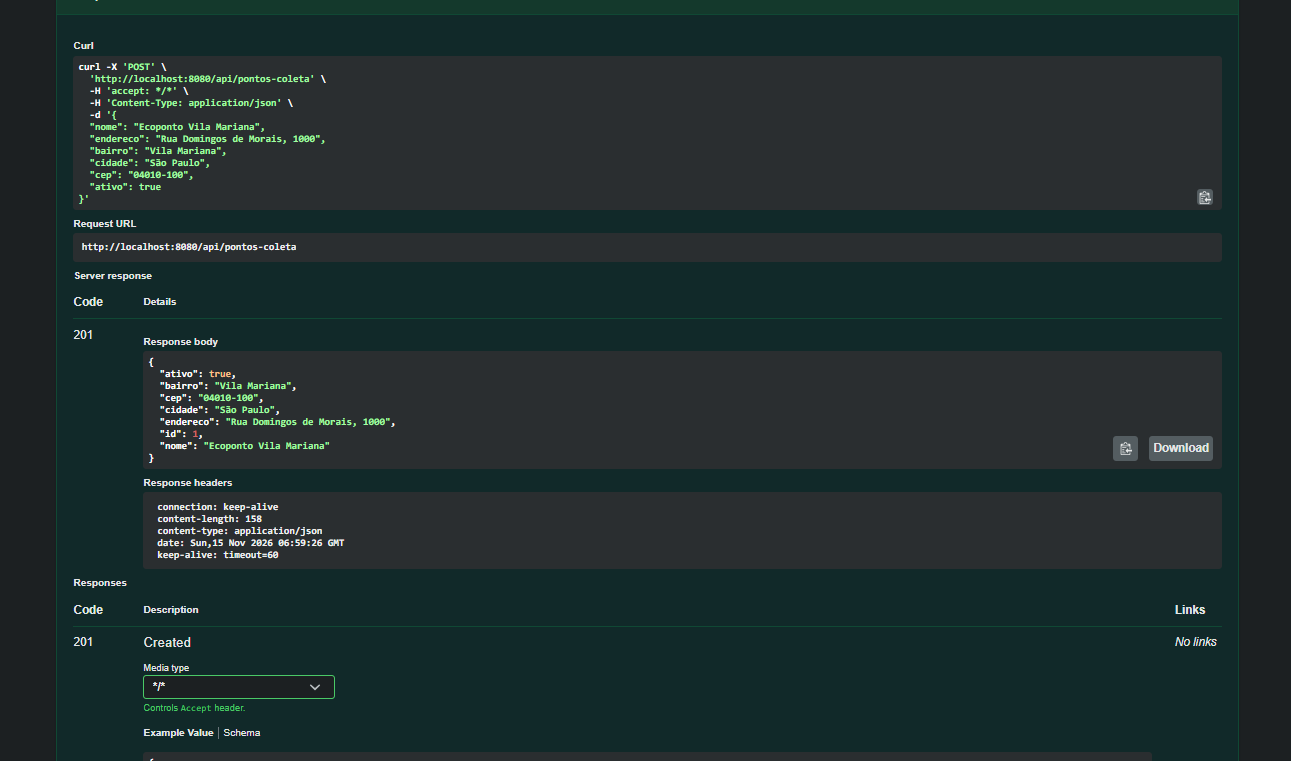 Curl
curl -X 'POST' \
'http://localhost:8080/api/pontos-coleta' \
-H 'accept: */*' \
-H 'Content-Type: application/json' \
-d '{
"nome": "Ecoponto Vila Mariana",
"endereco": "Rua Domingos de Morais, 1000",
"bairro": "Vila Mariana",
"cidade": "São Paulo",
"cep": "04010-100",
"ativo": true
}'
Request URL
http://localhost:8080/api/pontos-coleta
Server response
Code Details
201
Response body
{
"ativo": true,
"bairro": "Vila Mariana",
"cep": "04010-100",
"cidade": "São Paulo",
"endereco": "Rua Domingos de Morais, 1000",
"id": 1,
"nome": "Ecoponto Vila Mariana"
}
Download
Response headers
connection: keep-alive
content-length: 158
content-type: application/json
date: Sun,15 Nov 2026 06:59:26 GMT
keep-alive: timeout=60
Responses
Code Description Links
201 Created No links
Media type
*/*
Controls Accept header.
Example Value | Schema